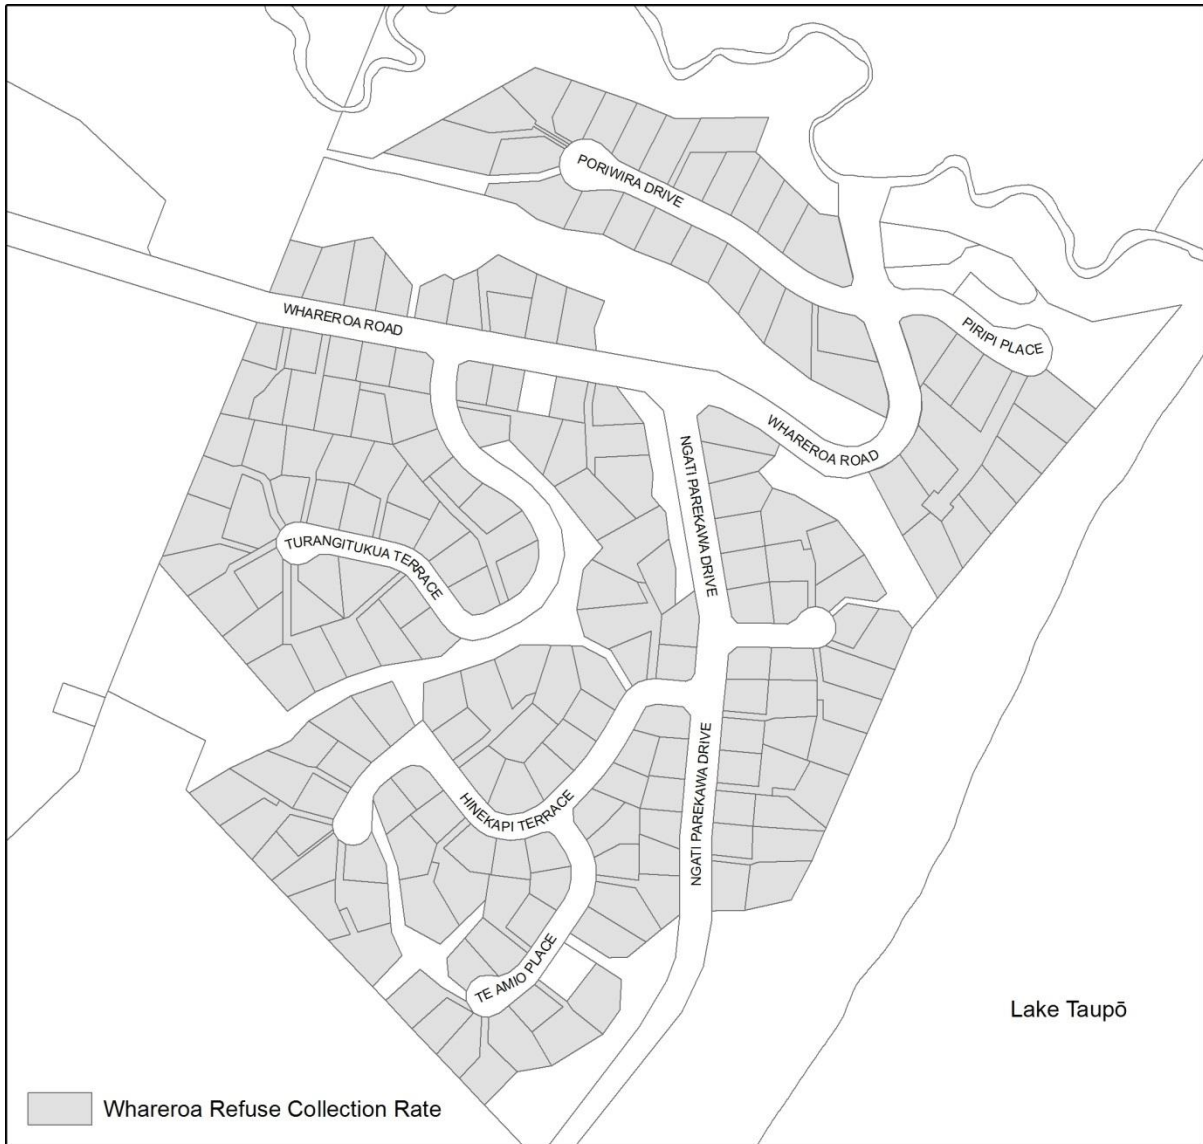 PORIWIRA DRIVE
WHAREROA ROAD
PIRIPI PLACE
WHAREROA ROAD
NGATI PAREKAWA DRIVE
TURANGITUKUA TERRACE
NGATI PAREKAWA DRIVE
HINEKAPI TERRACE
TE AMIO PLACE
Lake Taupō
Whareroa Refuse Collection Rate